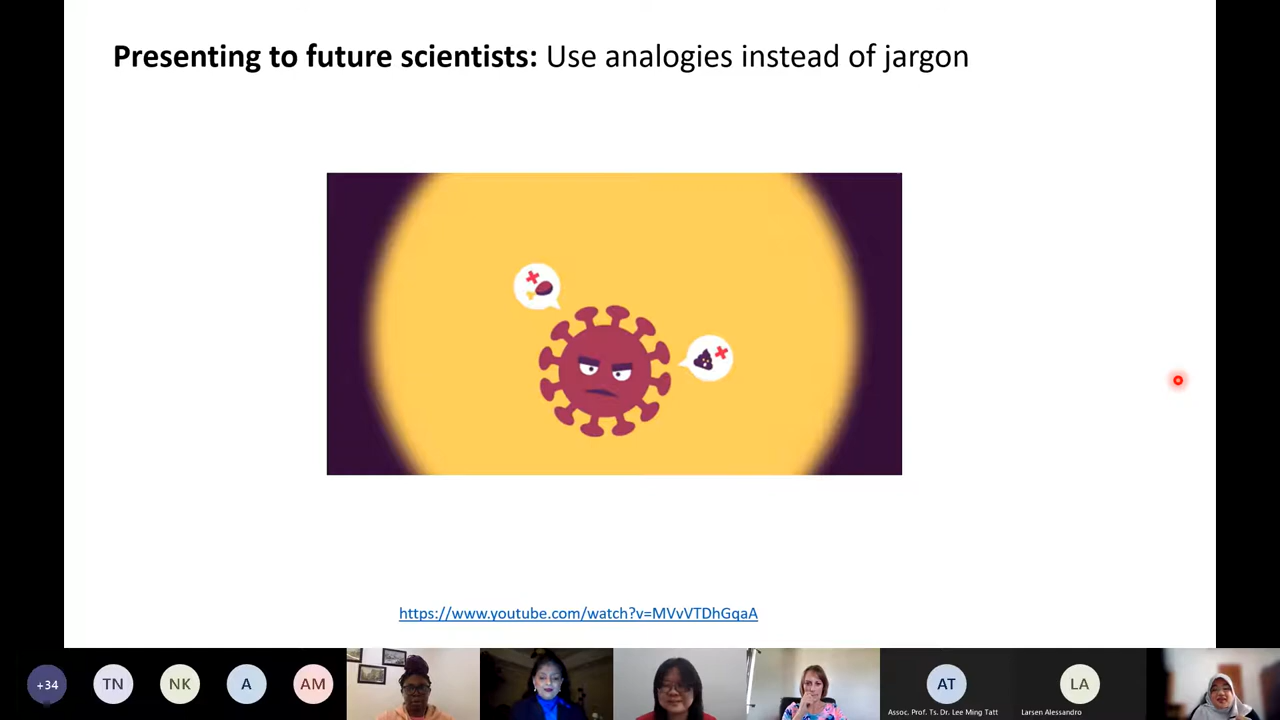 Presenting to future scientists: Use analogies instead of jargon
https://www.youtube.com/watch?v=MVvVTDhGqaA
+34
TN
NK
A
AM
AT
LA
Assoc. Prof. Ts. Dr. Lee Ming Tatt
Larsen Alessandro